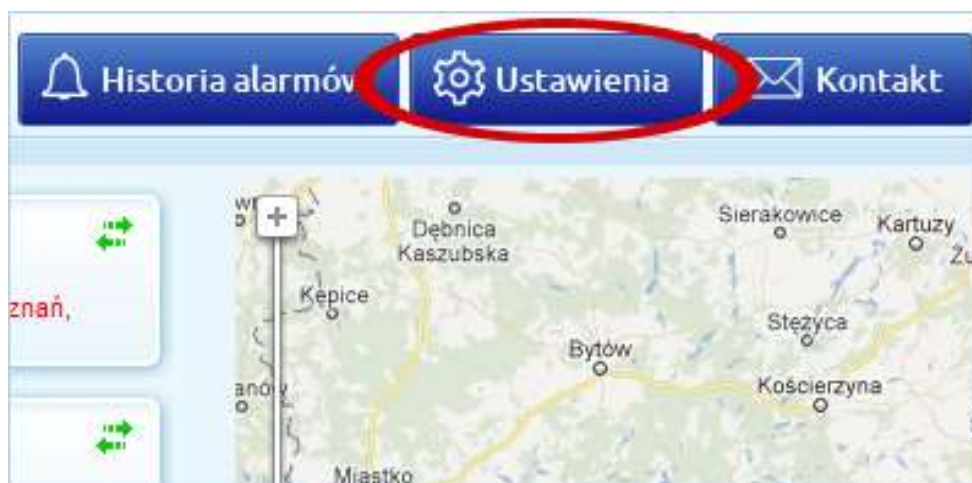 Historia alarmów
Ustawienia
Kontakt
Dębnica
Kaszubska
Sierakowice
Kartuzy
Kępice
znań,
Stężyca
Bytów
Kościerzyna
Miastko